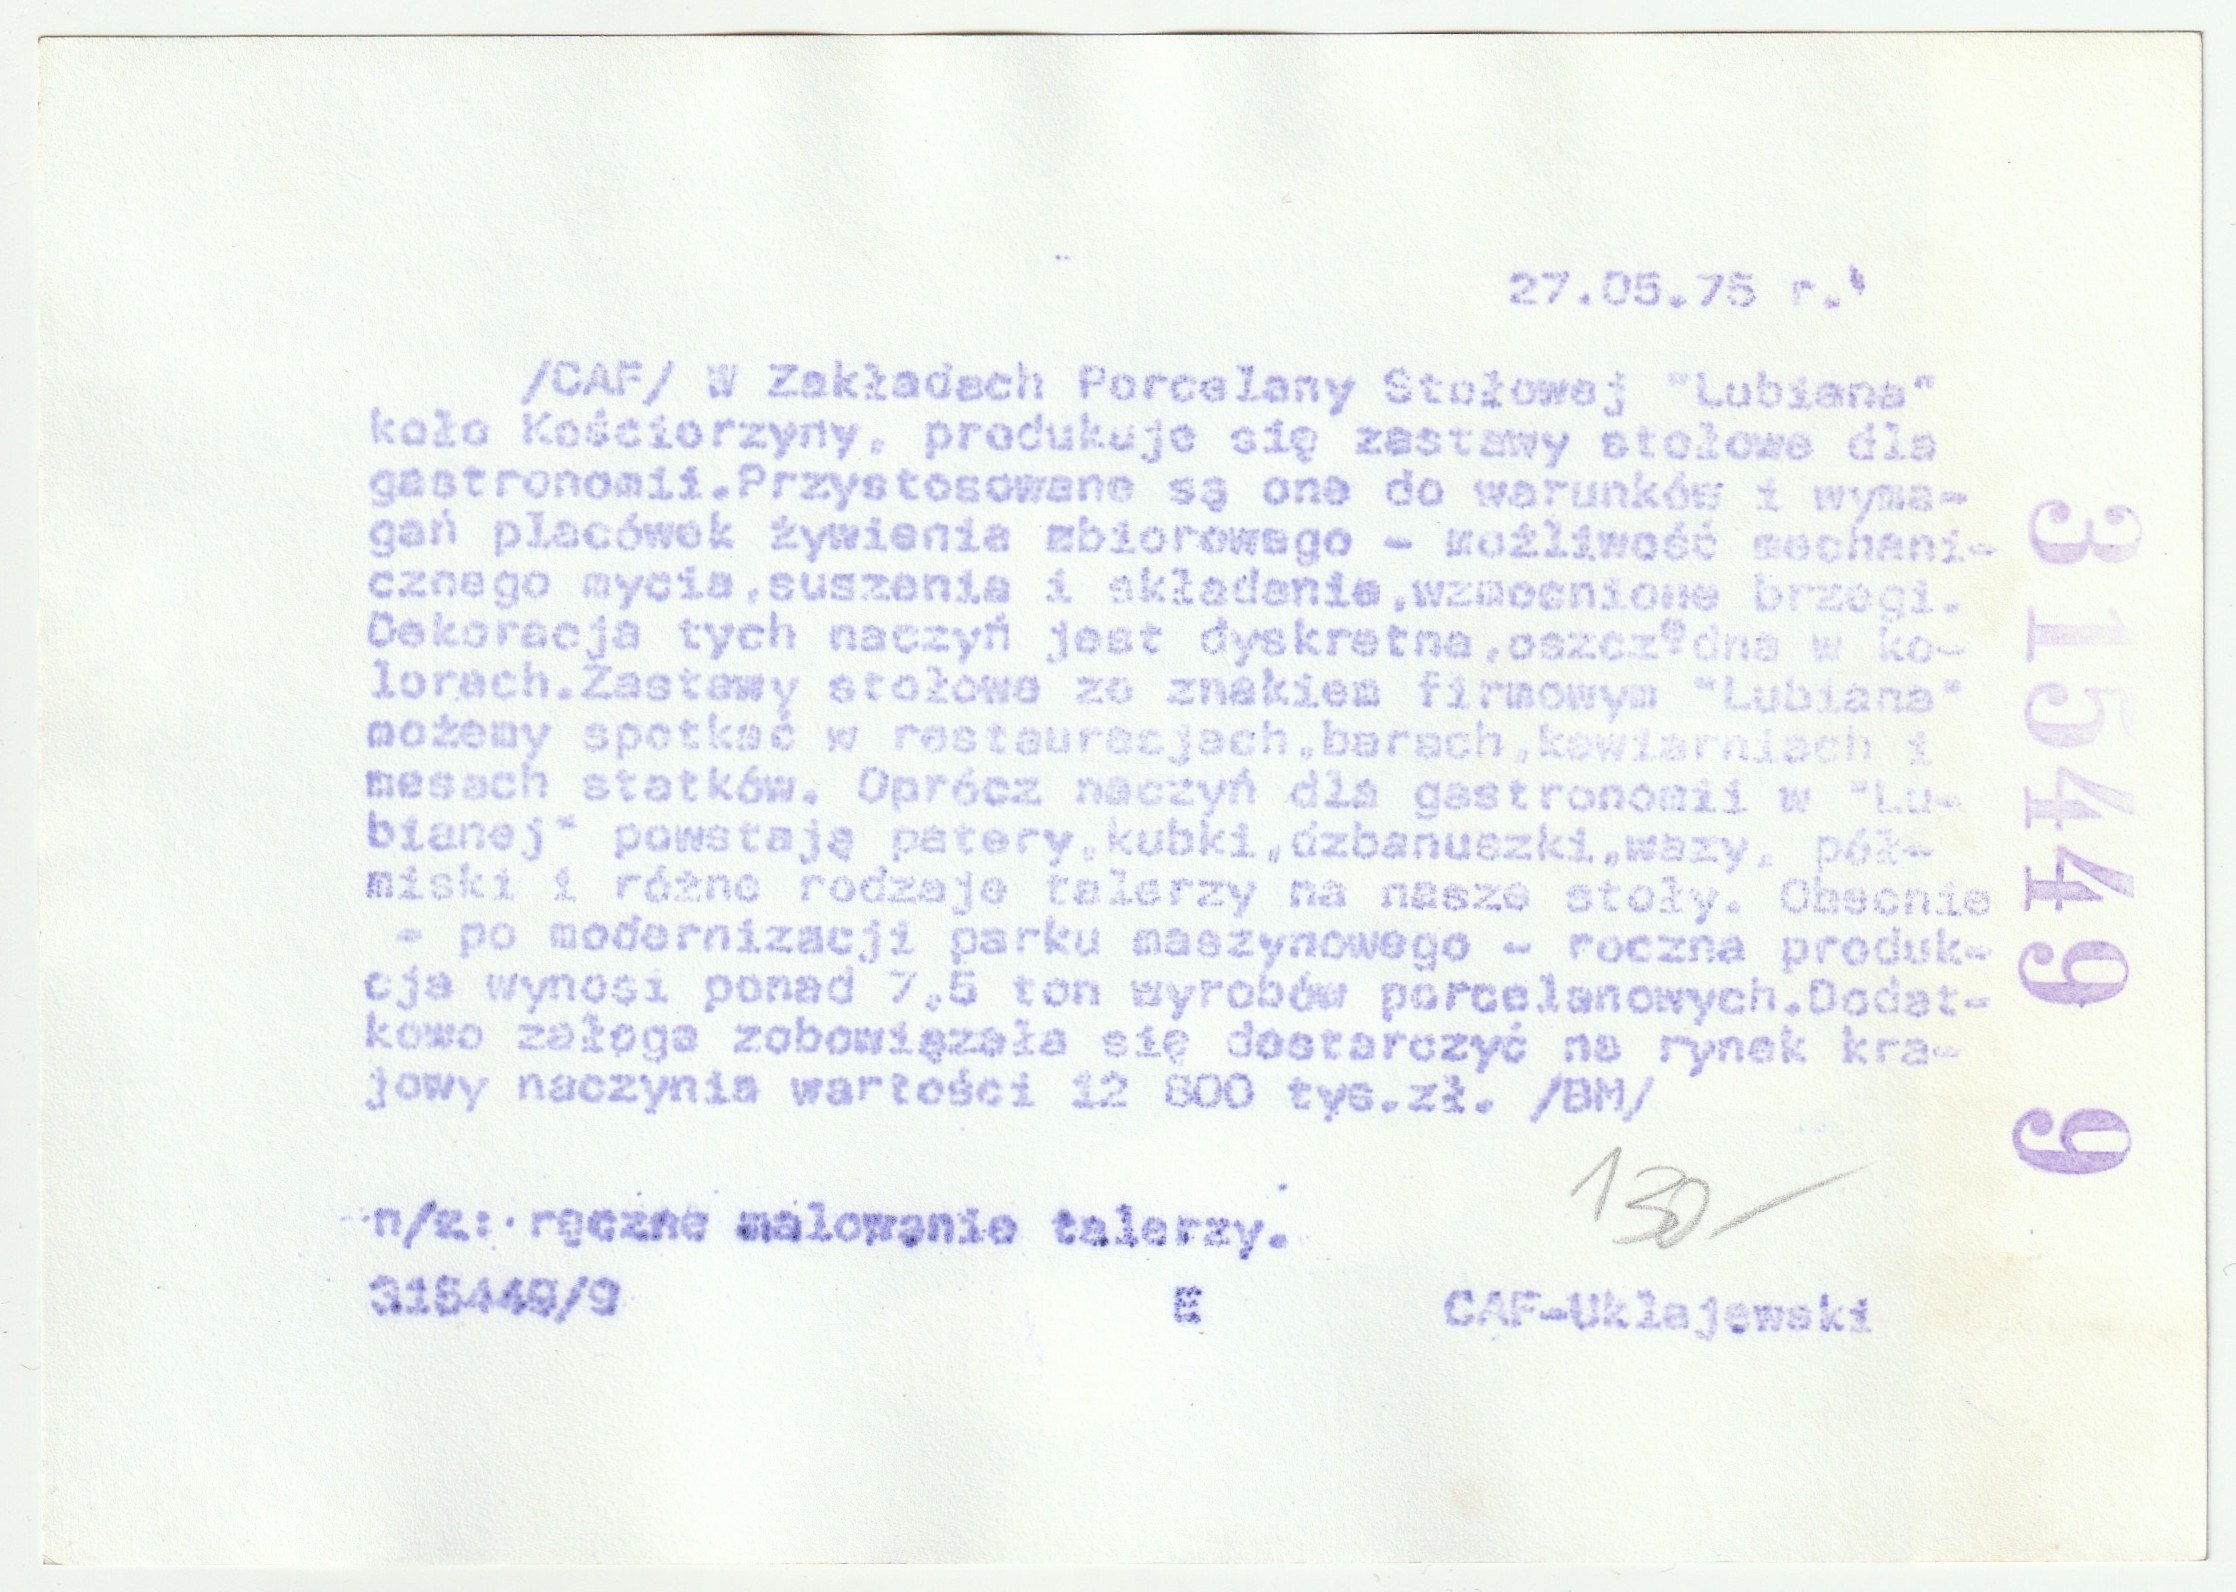 27.05.75 r.
/CAF/ W Zakładach Porcelany Stołowej "Lubiana"
koło Kościerzyny, produkuje się zastawy stołowe dla
gastronomii.Przystosowane są one do warunków i wyma-
gań placówek żywienia zbiorowego - możliwość mechani-
cznego mycia,suszenia i składania,wzmocnione brzegi.
Dekoracja tych naczyń jest dyskretna,oszczędna w ko-
lorach.Zastawy stołowe ze znakiem firmowym "Lubiana"
możemy spotkać w restauracjach,barach,kawiarniach i
mesach statków. Oprócz naczyń dla gastronomii w "Lu-
bianej" powstają patery,kubki,dzbanuszki,wazy, pół-
miski i różne rodzaje talerzy na nasze stoły. Obecnie
- po modernizacji parku maszynowego - roczna produk-
cja wynosi ponad 7,5 ton wyrobów porcelanowych.Dodat-
kowo załoga zobowiązała się dostarczyć na rynek kra-
jowy naczynia wartości 12 800 tys.zł. /BM/
130-
n/z: ręczne malowanie talerzy.
315449/9 E CAF-Uklejewski
315449 9